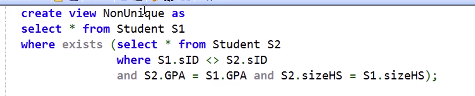 create view NonUnique as
select * from Student S1
where exists (select * from Student S2
where S1.sID <> S2.sID
and S2.GPA = S1.GPA and S2.sizeHS = S1.sizeHS);